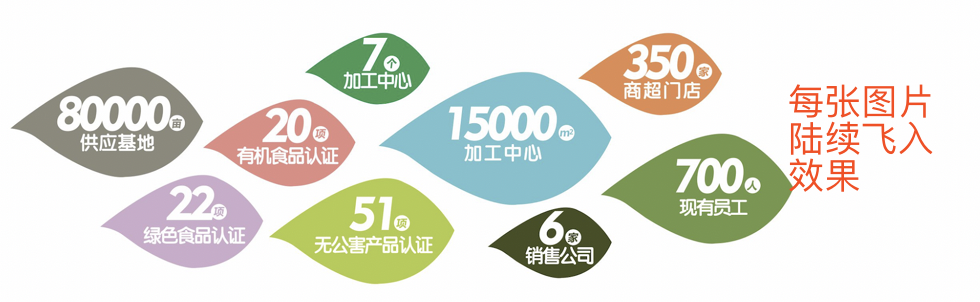 80000亩
供应基地
20项
有机食品认证
7个
加工中心
15000m²
加工中心
350家
商超门店
22项
绿色食品认证
51项
无公害产品认证
6家
销售公司
700人
现有员工
每张图片
陆续飞入
效果